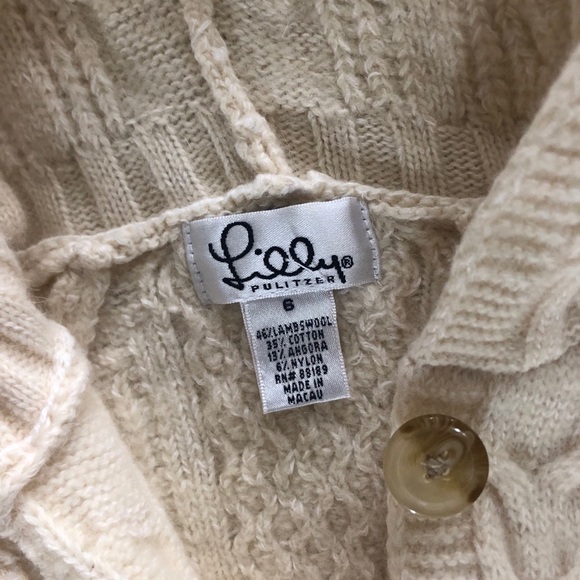 Lilly®
PULITZER
6
46% LAMBSWOOL
35% COTTON
13% ANGORA
6% NYLON
RN# 88189
MADE IN
MACAU